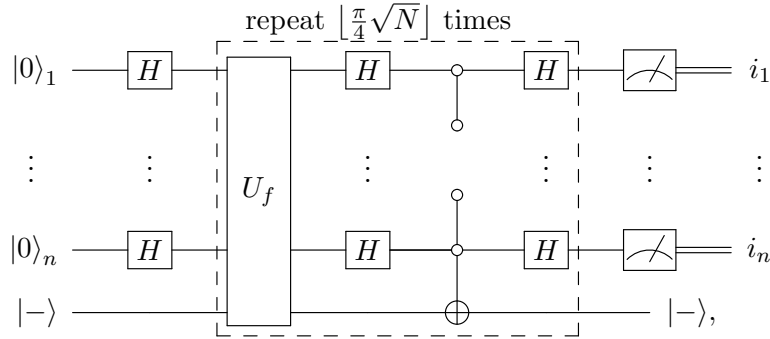 repeat ⌊π/4 √N⌋ times
|0⟩₁ H H H i₁
⋮ ⋮ U_f ⋮ ⋮ ⋮ ⋮
|0⟩ₙ H H H iₙ
|−⟩ |−⟩,